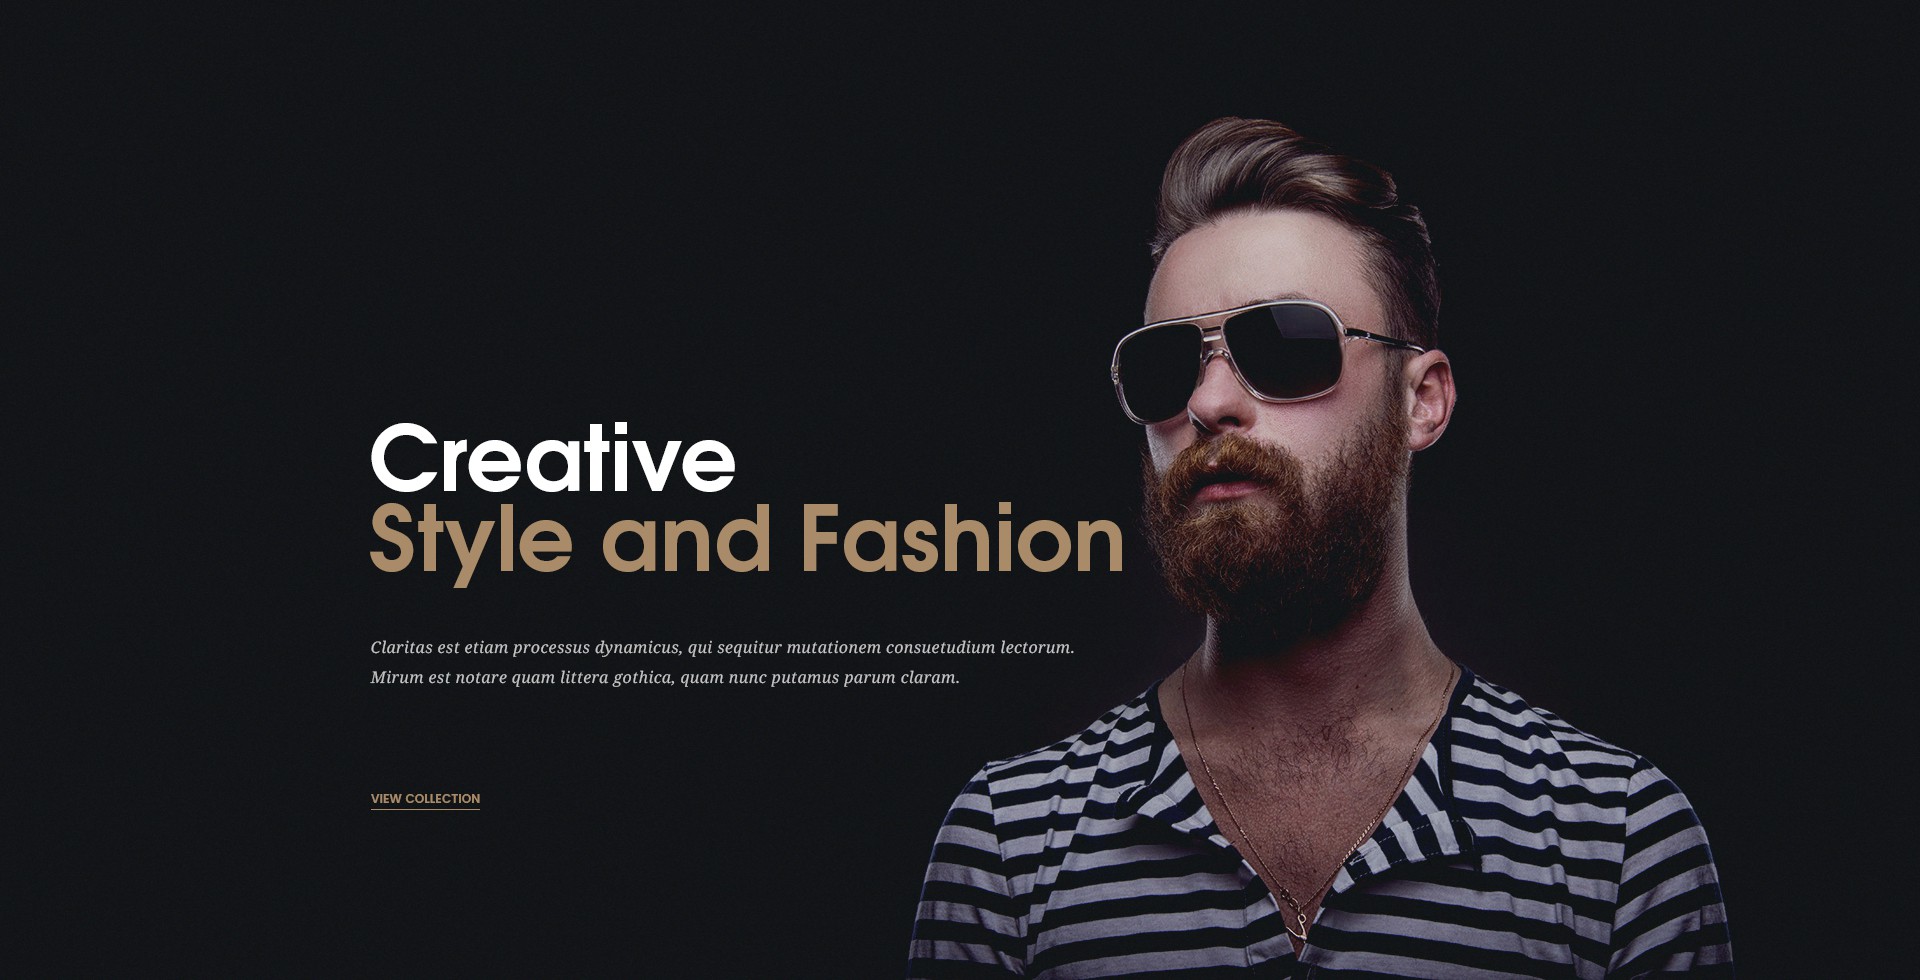 Creative
Style and Fashion
Claritas est etiam processus dynamicus, qui sequitur mutationem consuetudium lectorum.
Mirum est notare quam littera gothica, quam nunc putamus parum claram.
VIEW COLLECTION